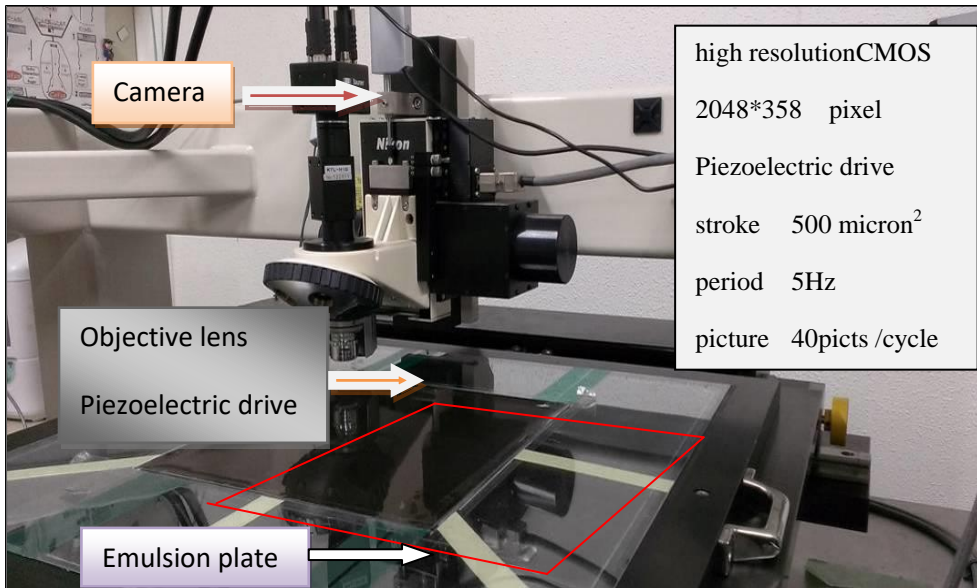 Camera
high resolutionCMOS
2048*358 pixel
Piezoelectric drive
stroke 500 micron²
period 5Hz
picture 40picts /cycle
Nikon
Objective lens
Piezoelectric drive
Emulsion plate